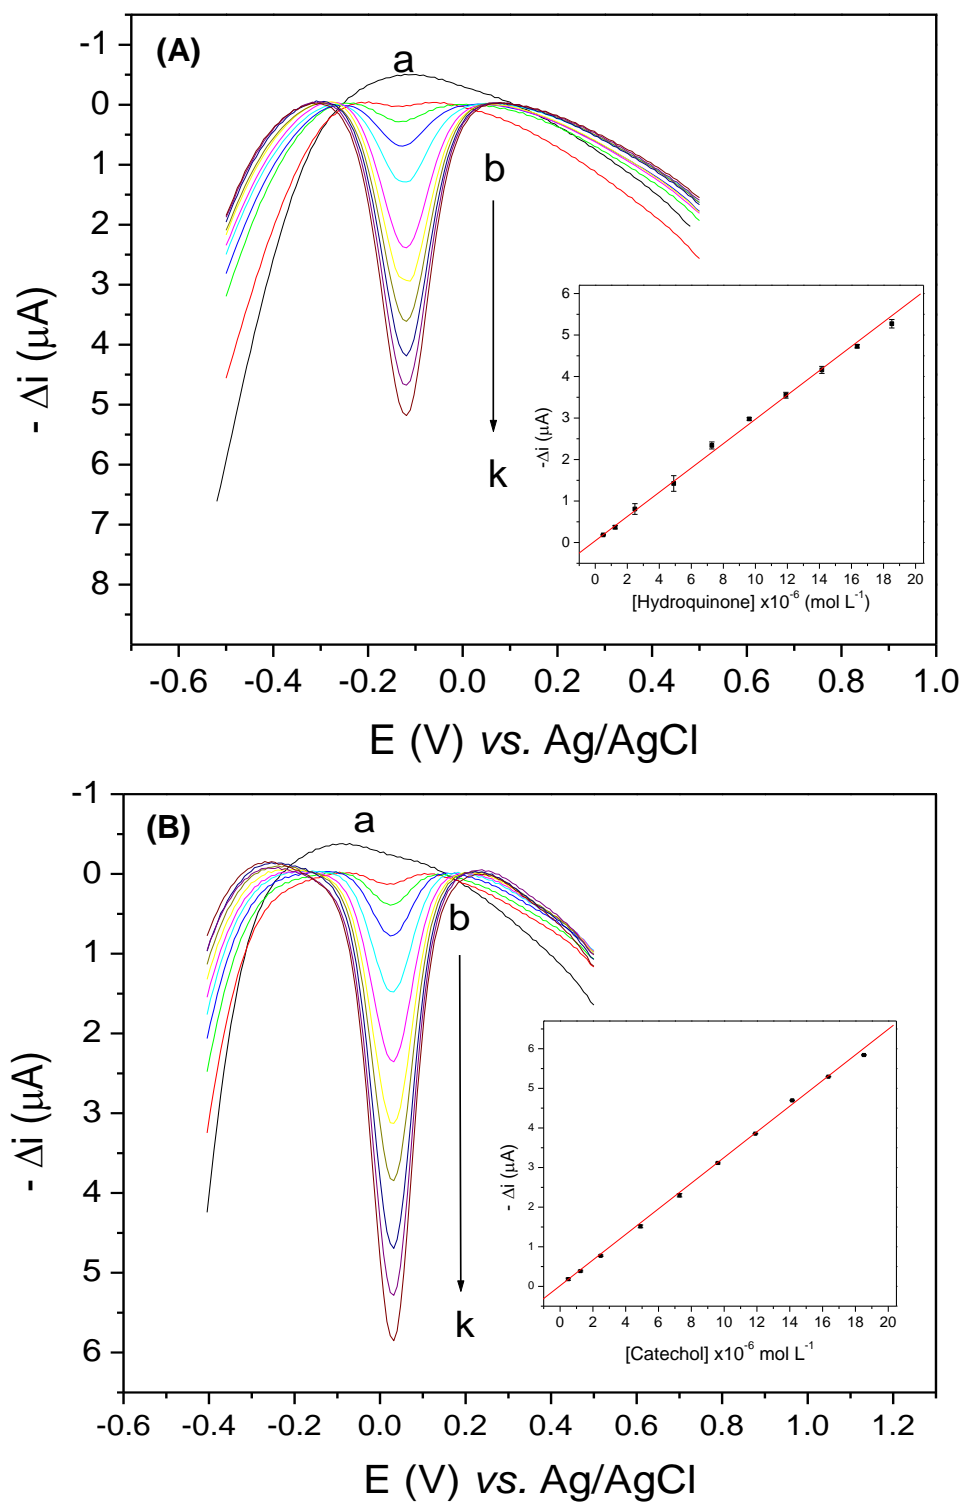 (A)
a
b
k
-1
0
1
2
3
4
5
6
7
8
- Δi (μA)
-0.6 -0.4 -0.2 0.0 0.2 0.4 0.6 0.8 1.0
E (V) vs. Ag/AgCl
6
5
4
3
2
1
0
-Δi (μA)
0 2 4 6 8 10 12 14 16 18 20
[Hydroquinone] x10⁻⁶ (mol L⁻¹)
(B)
a
b
k
-1
0
1
2
3
4
5
6
- Δi (μA)
-0.6 -0.4 -0.2 0.0 0.2 0.4 0.6 0.8 1.0 1.2
E (V) vs. Ag/AgCl
6
5
4
3
2
1
0
- Δi (μA)
0 2 4 6 8 10 12 14 16 18 20
[Catechol] x10⁻⁶ mol L⁻¹